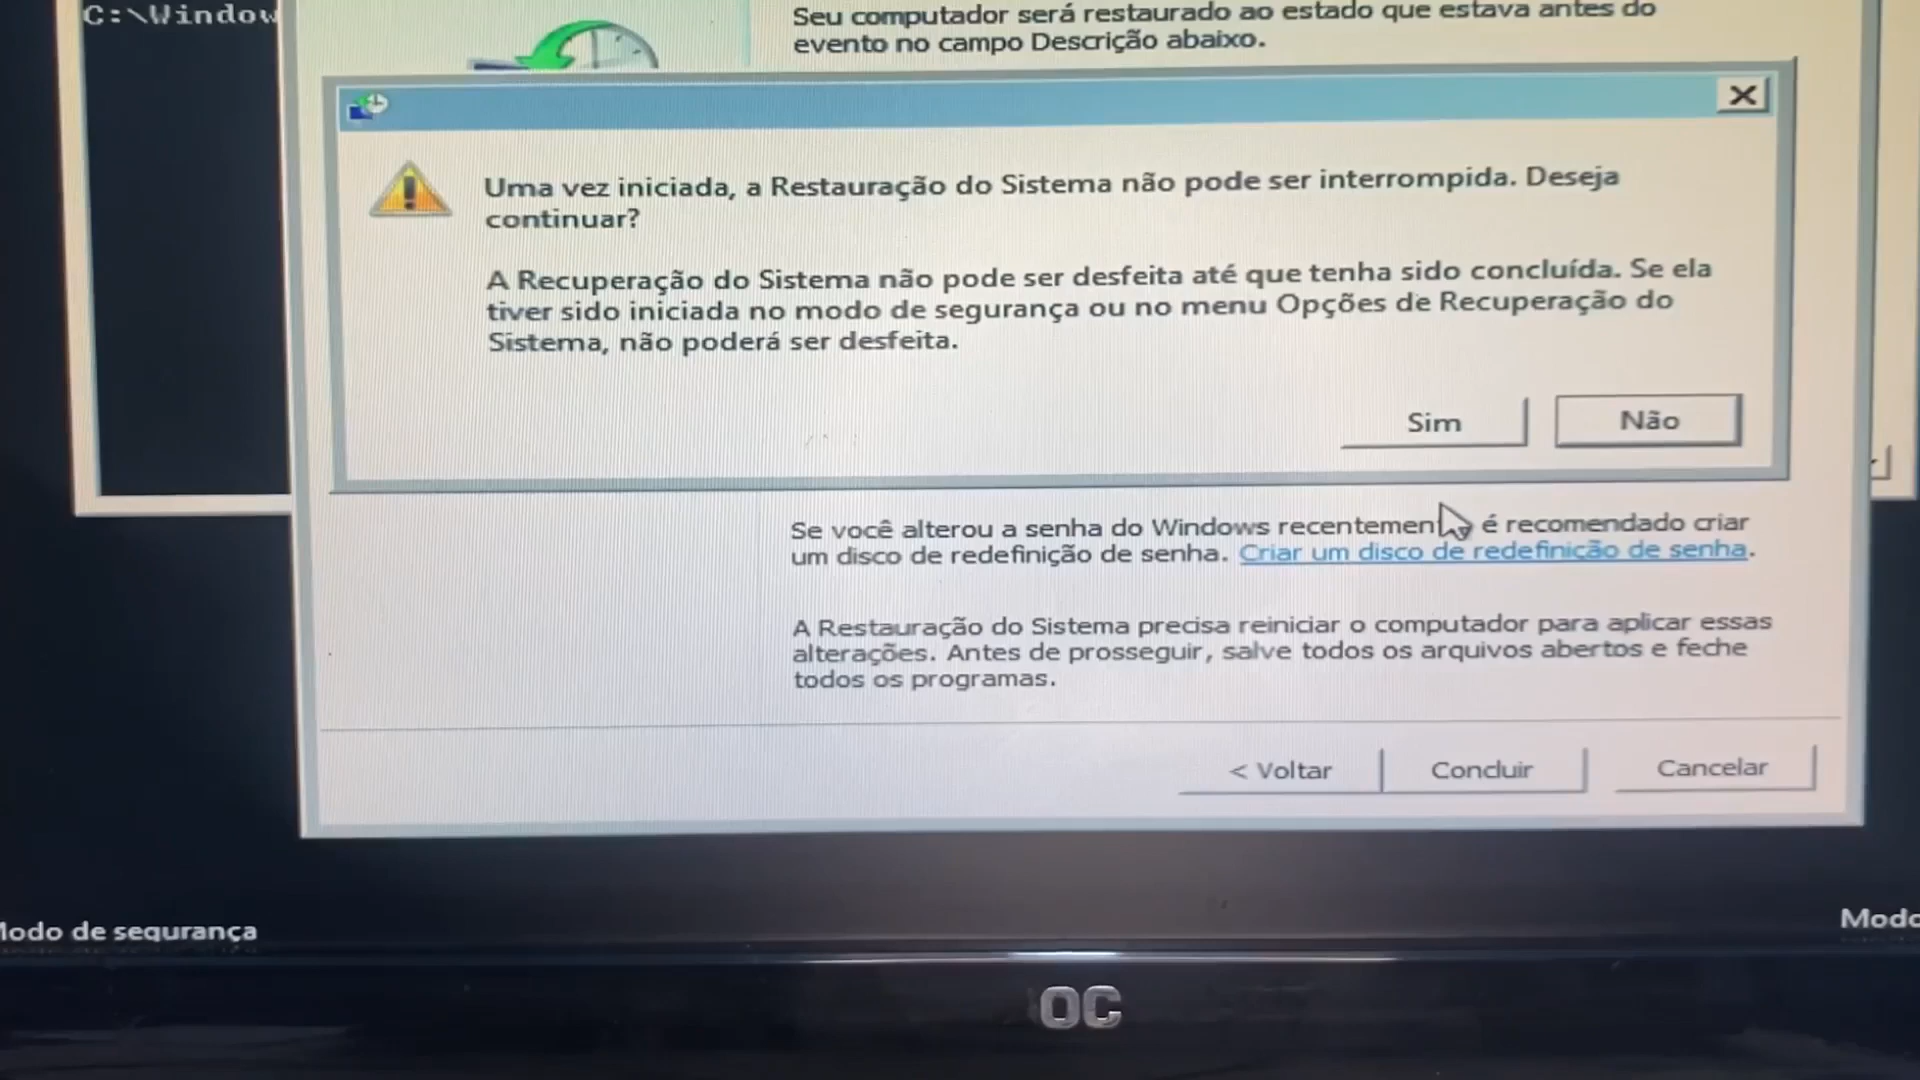 C:\Window
Seu computador será restaurado ao estado que estava antes do
evento no campo Descrição abaixo.
Uma vez iniciada, a Restauração do Sistema não pode ser interrompida. Deseja
continuar?
A Recuperação do Sistema não pode ser desfeita até que tenha sido concluída. Se ela
tiver sido iniciada no modo de segurança ou no menu Opções de Recuperação do
Sistema, não poderá ser desfeita.
Sim
Não
Se você alterou a senha do Windows recentemen é recomendado criar
um disco de redefinição de senha. Criar um disco de redefinição de senha.
A Restauração do Sistema precisa reiniciar o computador para aplicar essas
alterações. Antes de prosseguir, salve todos os arquivos abertos e feche
todos os programas.
< Voltar
Concluir
Cancelar
Modo de segurança
Modo
OC